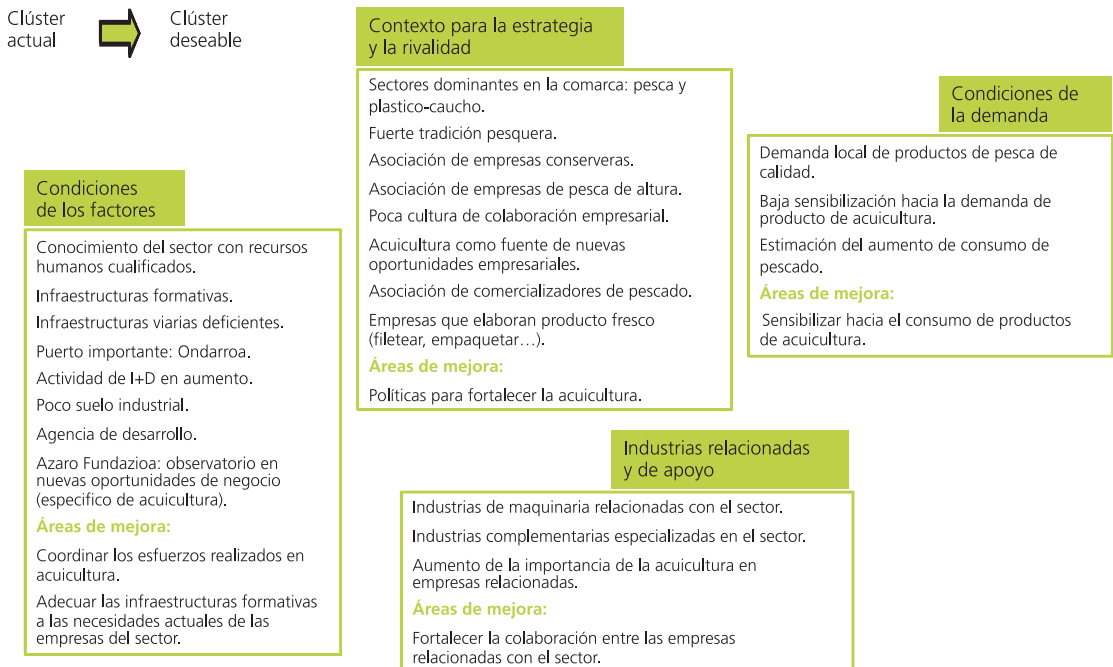 Clúster
actual
Clúster
deseable
Contexto para la estrategia
y la rivalidad
Sectores dominantes en la comarca: pesca y
plastico-caucho.
Fuerte tradición pesquera.
Asociación de empresas conserveras.
Asociación de empresas de pesca de altura.
Poca cultura de colaboración empresarial.
Acuicultura como fuente de nuevas
oportunidades empresariales.
Asociación de comercializadores de pescado.
Empresas que elaboran producto fresco
(filetear, empaquetar…).
Áreas de mejora:
Políticas para fortalecer la acuicultura.
Condiciones de
la demanda
Demanda local de productos de pesca de
calidad.
Baja sensibilización hacia la demanda de
producto de acuicultura.
Estimación del aumento de consumo de
pescado.
Áreas de mejora:
Sensibilizar hacia el consumo de productos
de acuicultura.
Condiciones
de los factores
Conocimiento del sector con recursos
humanos cualificados.
Infraestructuras formativas.
Infraestructuras viarias deficientes.
Puerto importante: Ondarroa.
Actividad de I+D en aumento.
Poco suelo industrial.
Agencia de desarrollo.
Azaro Fundazioa: observatorio en
nuevas oportunidades de negocio
(especifico de acuicultura).
Áreas de mejora:
Coordinar los esfuerzos realizados en
acuicultura.
Adecuar las infraestructuras formativas
a las necesidades actuales de las
empresas del sector.
Industrias relacionadas
y de apoyo
Industrias de maquinaria relacionadas con el sector.
Industrias complementarias especializadas en el sector.
Aumento de la importancia de la acuicultura en
empresas relacionadas.
Áreas de mejora:
Fortalecer la colaboración entre las empresas
relacionadas con el sector.